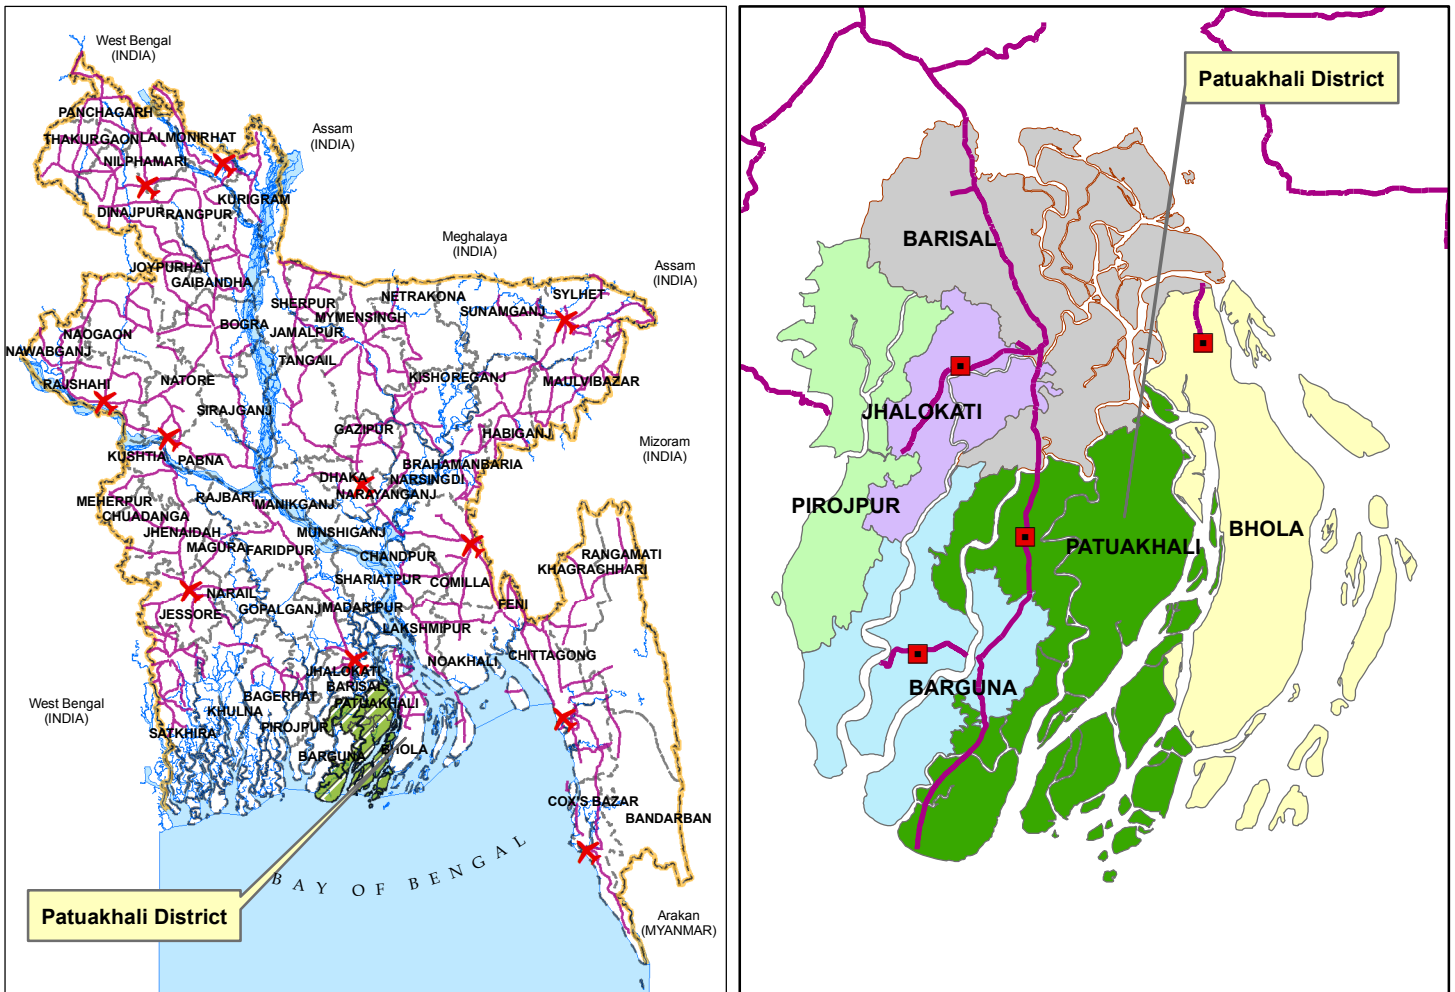 West Bengal
(INDIA)
PANCHAGARH
THAKURGAON
LALMONIRHAT
NILPHAMARI
Assam
(INDIA)
KURIGRAM
DINAJPUR
RANGPUR
Meghalaya
(INDIA)
Assam
(INDIA)
JOYPURHAT
GAIBANDHA
SHERPUR
NETRAKONA
SYLHET
SUNAMGANJ
MYMENSINGH
BOGRA
JAMALPUR
NAOGAON
NAWABGANJ
TANGAIL
RAJSHAHI
NATORE
KISHOREGANJ
MAULVIBAZAR
SIRAJGANJ
GAZIPUR
HABIGANJ
Mizoram
(INDIA)
KUSHTIA
PABNA
BRAHAMANBARIA
DHAKA
NARSINGDI
NARAYANGANJ
MEHERPUR
RAJBARI
MANIKGANJ
CHUADANGA
JHENAIDAH
MUNSHIGANJ
MAGURA
FARIDPUR
CHANDPUR
RANGAMATI
KHAGRACHHARI
SHARIATPUR
COMILLA
NARAIL
JESSORE
GOPALGANJ
MADARIPUR
FENI
LAKSHMIPUR
NOAKHALI
CHITTAGONG
JHALOKATI
BARISAL
West Bengal
(INDIA)
BAGERHAT
PATUAKHALI
KHULNA
PIROJPUR
SATKHIRA
BARGUNA
BHOLA
COX'S BAZAR
BANDARBAN
BAY OF BENGAL
Patuakhali District
Arakan
(MYANMAR)
Patuakhali District
BARISAL
JHALOKATI
PIROJPUR
BHOLA
PATUAKHALI
BARGUNA